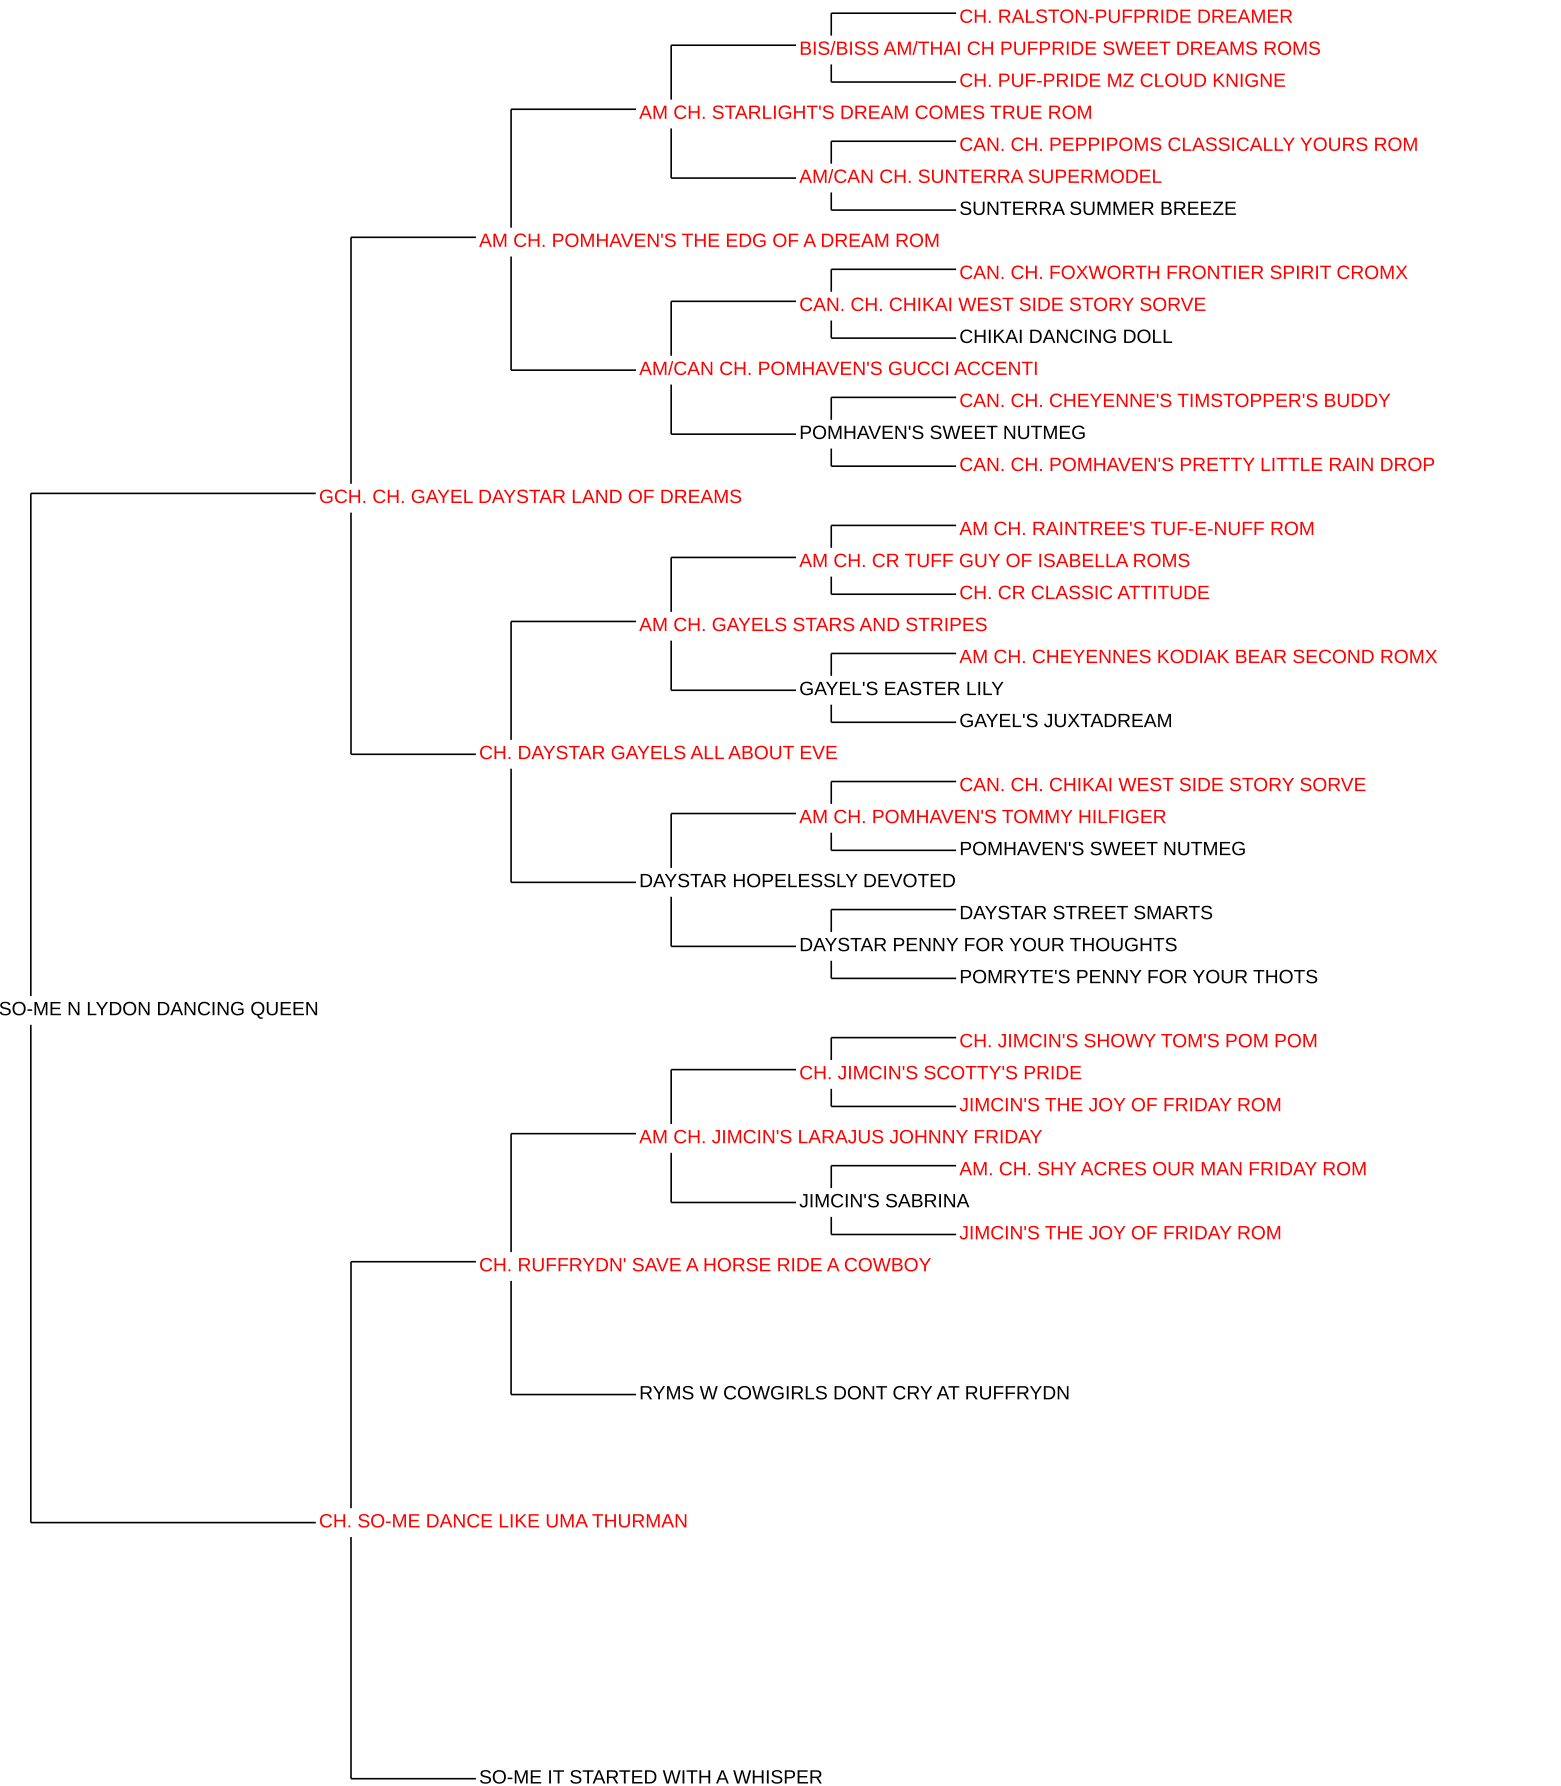 CH. RALSTON-PUFPRIDE DREAMER
BIS/BISS AM/THAI CH PUFPRIDE SWEET DREAMS ROMS
CH. PUF-PRIDE MZ CLOUD KNIGNE
AM CH. STARLIGHT'S DREAM COMES TRUE ROM
CAN. CH. PEPPIPOMS CLASSICALLY YOURS ROM
AM/CAN CH. SUNTERRA SUPERMODEL
SUNTERRA SUMMER BREEZE
AM CH. POMHAVEN'S THE EDG OF A DREAM ROM
CAN. CH. FOXWORTH FRONTIER SPIRIT CROMX
CAN. CH. CHIKAI WEST SIDE STORY SORVE
CHIKAI DANCING DOLL
AM/CAN CH. POMHAVEN'S GUCCI ACCENTI
CAN. CH. CHEYENNE'S TIMSTOPPER'S BUDDY
POMHAVEN'S SWEET NUTMEG
CAN. CH. POMHAVEN'S PRETTY LITTLE RAIN DROP
GCH. CH. GAYEL DAYSTAR LAND OF DREAMS
AM CH. RAINTREE'S TUF-E-NUFF ROM
AM CH. CR TUFF GUY OF ISABELLA ROMS
CH. CR CLASSIC ATTITUDE
AM CH. GAYELS STARS AND STRIPES
AM CH. CHEYENNES KODIAK BEAR SECOND ROMX
GAYEL'S EASTER LILY
GAYEL'S JUXTADREAM
CH. DAYSTAR GAYELS ALL ABOUT EVE
CAN. CH. CHIKAI WEST SIDE STORY SORVE
AM CH. POMHAVEN'S TOMMY HILFIGER
POMHAVEN'S SWEET NUTMEG
DAYSTAR HOPELESSLY DEVOTED
DAYSTAR STREET SMARTS
DAYSTAR PENNY FOR YOUR THOUGHTS
POMRYTE'S PENNY FOR YOUR THOTS
SO-ME N LYDON DANCING QUEEN
CH. JIMCIN'S SHOWY TOM'S POM POM
CH. JIMCIN'S SCOTTY'S PRIDE
JIMCIN'S THE JOY OF FRIDAY ROM
AM CH. JIMCIN'S LARAJUS JOHNNY FRIDAY
AM. CH. SHY ACRES OUR MAN FRIDAY ROM
JIMCIN'S SABRINA
JIMCIN'S THE JOY OF FRIDAY ROM
CH. RUFFRYDN' SAVE A HORSE RIDE A COWBOY
RYMS W COWGIRLS DONT CRY AT RUFFRYDN
CH. SO-ME DANCE LIKE UMA THURMAN
SO-ME IT STARTED WITH A WHISPER